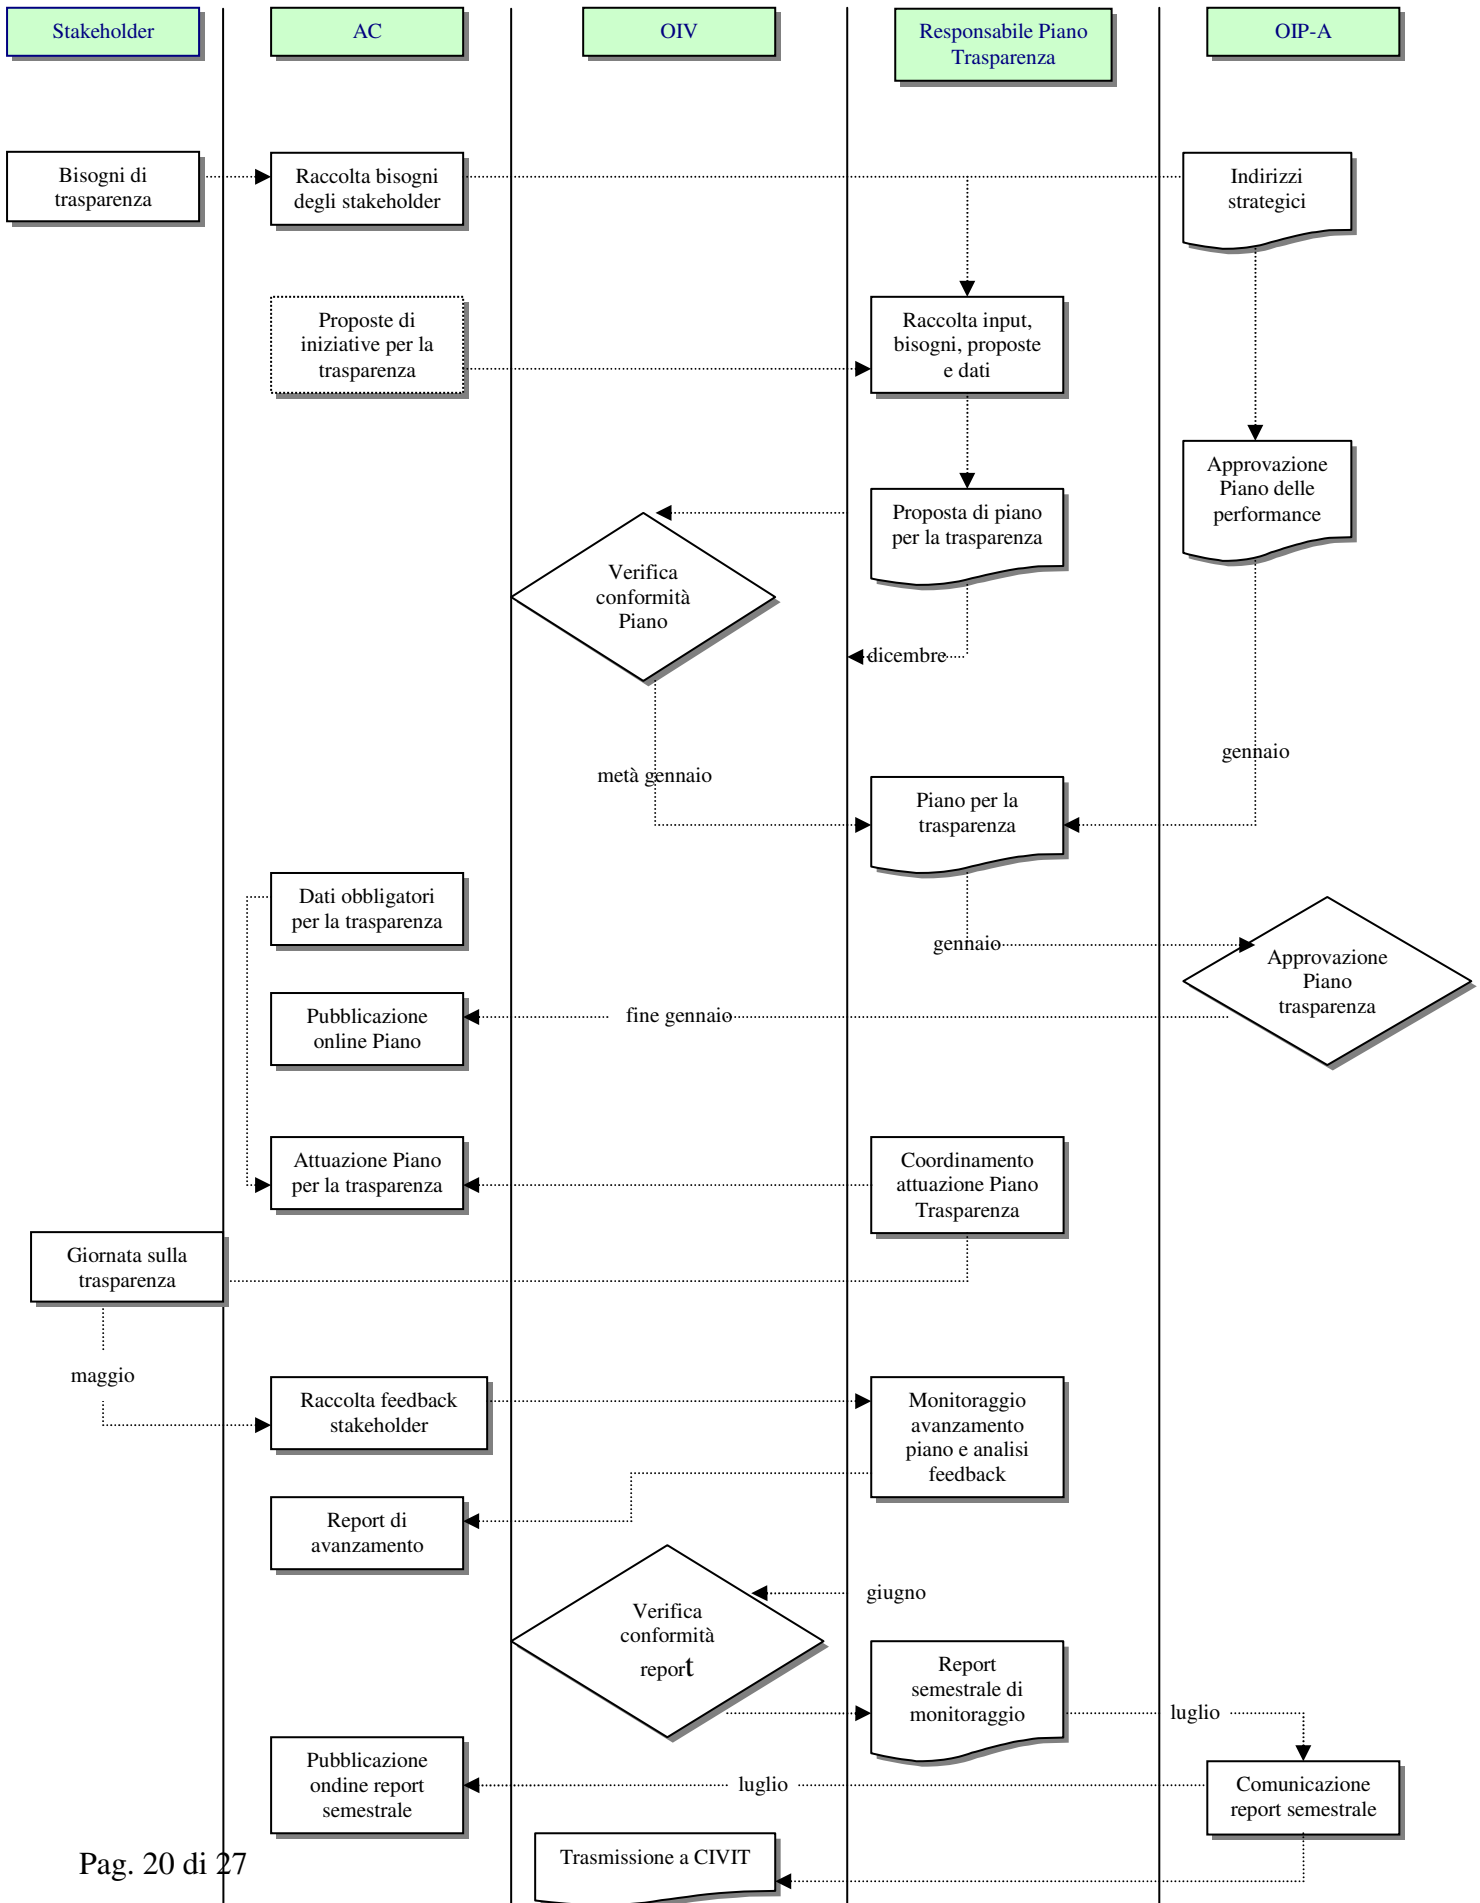 Stakeholder
AC
OIV
Responsabile Piano
Trasparenza
OIP-A
Bisogni di
trasparenza
Raccolta bisogni
degli stakeholder
Indirizzi
strategici
Proposte di
iniziative per la
trasparenza
Raccolta input,
bisogni, proposte
e dati
Approvazione
Piano delle
performance
Proposta di piano
per la trasparenza
Verifica
conformità
Piano
dicembre
gennaio
metà gennaio
Piano per la
trasparenza
Dati obbligatori
per la trasparenza
gennaio
Approvazione
Piano
trasparenza
Pubblicazione
online Piano
fine gennaio
Attuazione Piano
per la trasparenza
Coordinamento
attuazione Piano
Trasparenza
Giornata sulla
trasparenza
maggio
Raccolta feedback
stakeholder
Monitoraggio
avanzamento
piano e analisi
feedback
Report di
avanzamento
giugno
Verifica
conformità
report
Report
semestrale di
monitoraggio
luglio
Pubblicazione
ondine report
semestrale
luglio
Comunicazione
report semestrale
Trasmissione a CIVIT
Pag. 20 di 27